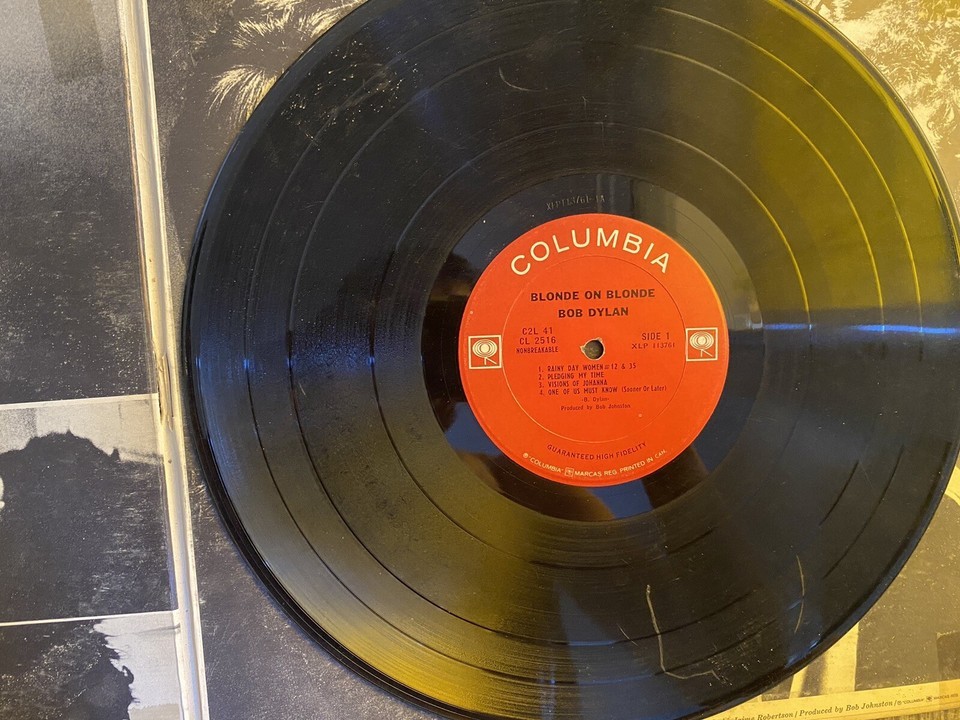 COLUMBIA
BLONDE ON BLONDE
BOB DYLAN
C2L 41
CL 2516
NONBREAKABLE
SIDE 1
XLP 113761
1. RAINY DAY WOMEN #12 & 35
2. PLEDGING MY TIME
3. VISIONS OF JOHANNA
4. ONE OF US MUST KNOW (Sooner Or Later)
-B. Dylan-
Produced by Bob Johnston
GUARANTEED HIGH FIDELITY
® "COLUMBIA" MARCAS REG. PRINTED IN CAN.
Robertson / Produced by Bob Johnston / ® "COLUMBIA" MARCAS REG.